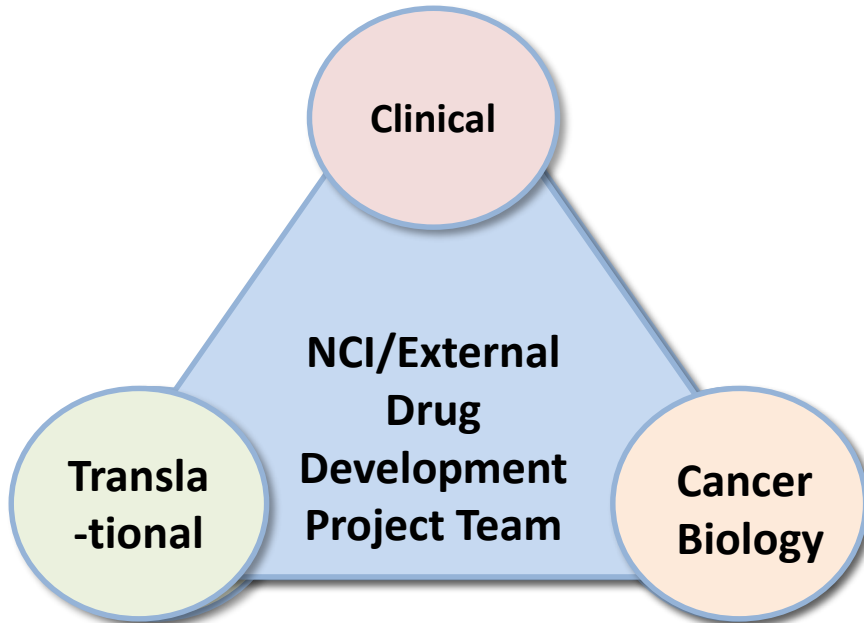 Clinical
NCI/External
Drug
Development
Project Team
Transla
-tional
Cancer
Biology